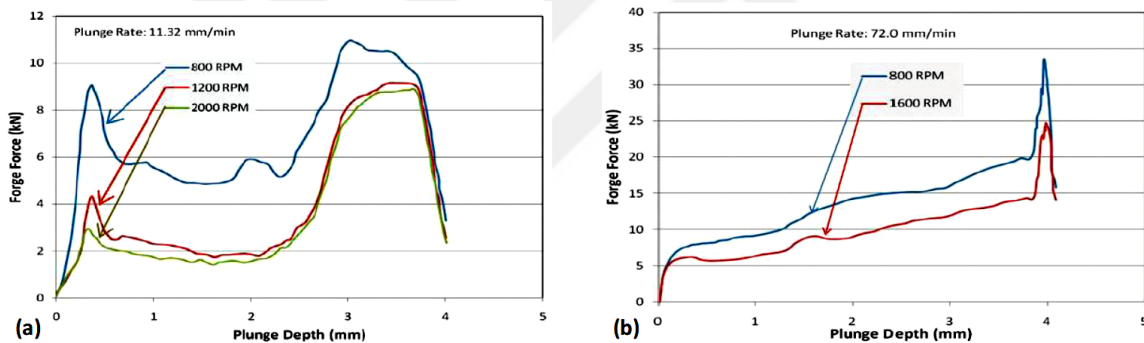 12
10
8
6
4
2
0
Forge Force (kN)
Plunge Rate: 11.32 mm/min
800 RPM
1200 RPM
2000 RPM
0 1 2 3 4 5
Plunge Depth (mm)
(a)
40
35
30
25
20
15
10
5
0
Forge Force (kN)
Plunge Rate: 72.0 mm/min
800 RPM
1600 RPM
0 1 2 3 4 5
Plunge Depth (mm)
(b)